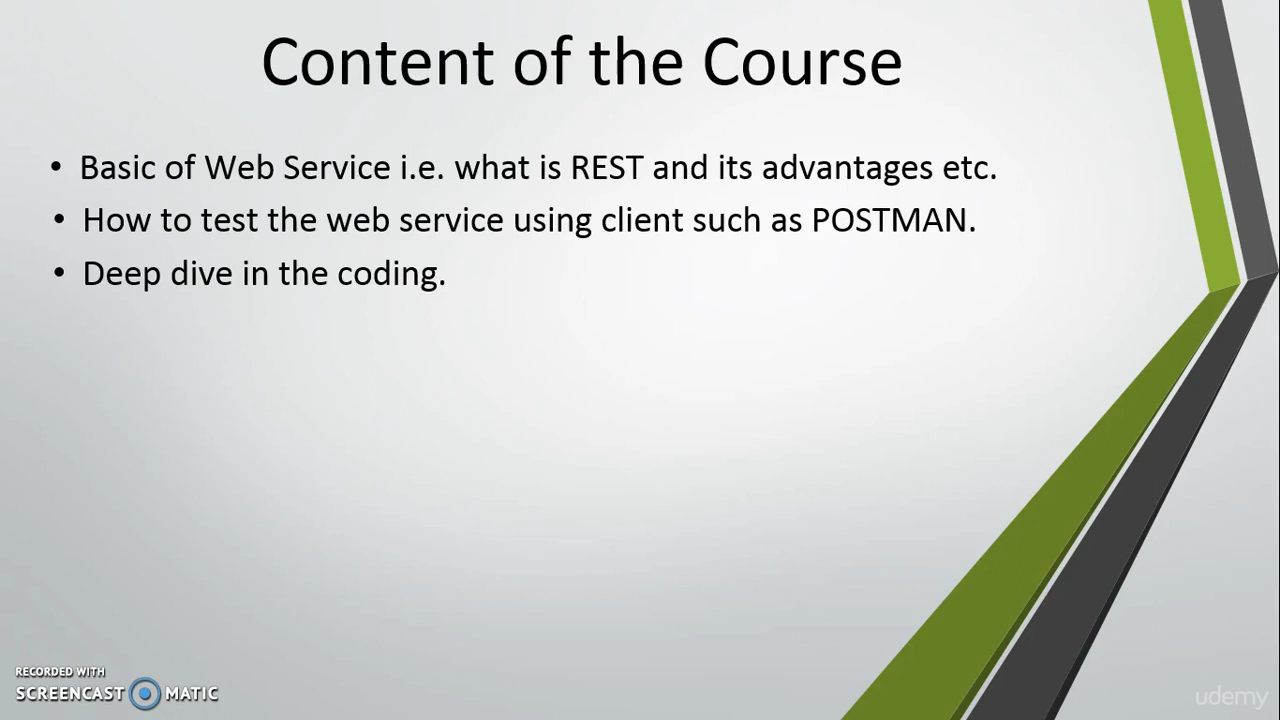 Content of the Course
• Basic of Web Service i.e. what is REST and its advantages etc.
• How to test the web service using client such as POSTMAN.
• Deep dive in the coding.
RECORDED WITH
SCREENCAST MATIC
udemy